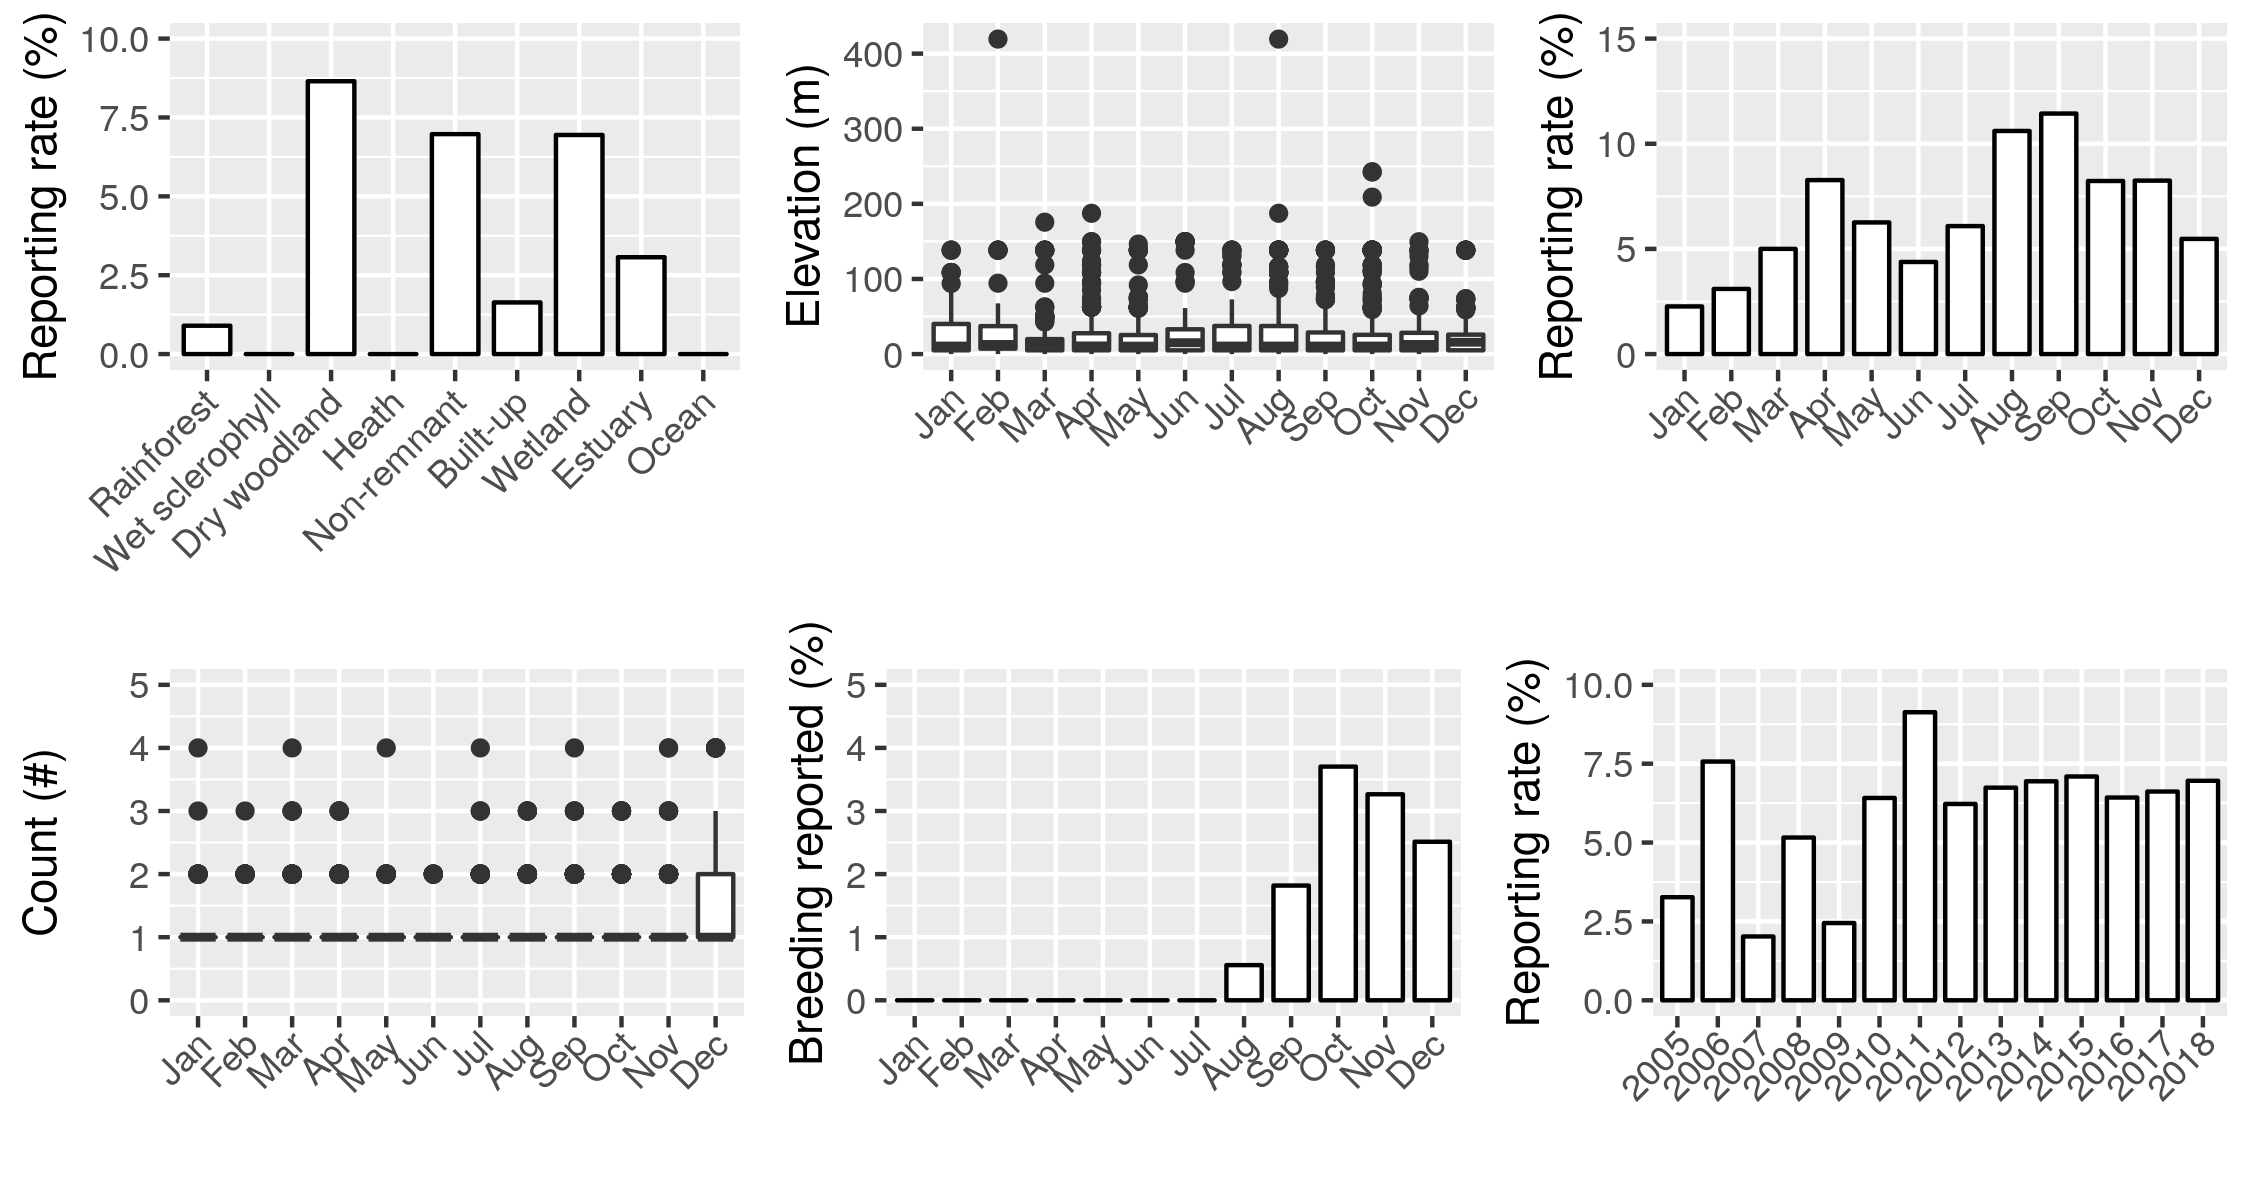 Reporting rate (%)
10.0
7.5
5.0
2.5
0.0
Rainforest
Wet sclerophyll
Dry woodland
Heath
Non-remnant
Built-up
Wetland
Estuary
Ocean
Elevation (m)
400
300
200
100
0
Jan
Feb
Mar
Apr
May
Jun
Jul
Aug
Sep
Oct
Nov
Dec
Reporting rate (%)
15
10
5
0
Jan
Feb
Mar
Apr
May
Jun
Jul
Aug
Sep
Oct
Nov
Dec
Count (#)
5
4
3
2
1
0
Jan
Feb
Mar
Apr
May
Jun
Jul
Aug
Sep
Oct
Nov
Dec
Breeding reported (%)
5
4
3
2
1
0
Jan
Feb
Mar
Apr
May
Jun
Jul
Aug
Sep
Oct
Nov
Dec
Reporting rate (%)
10.0
7.5
5.0
2.5
0.0
2005
2006
2007
2008
2009
2010
2011
2012
2013
2014
2015
2016
2017
2018